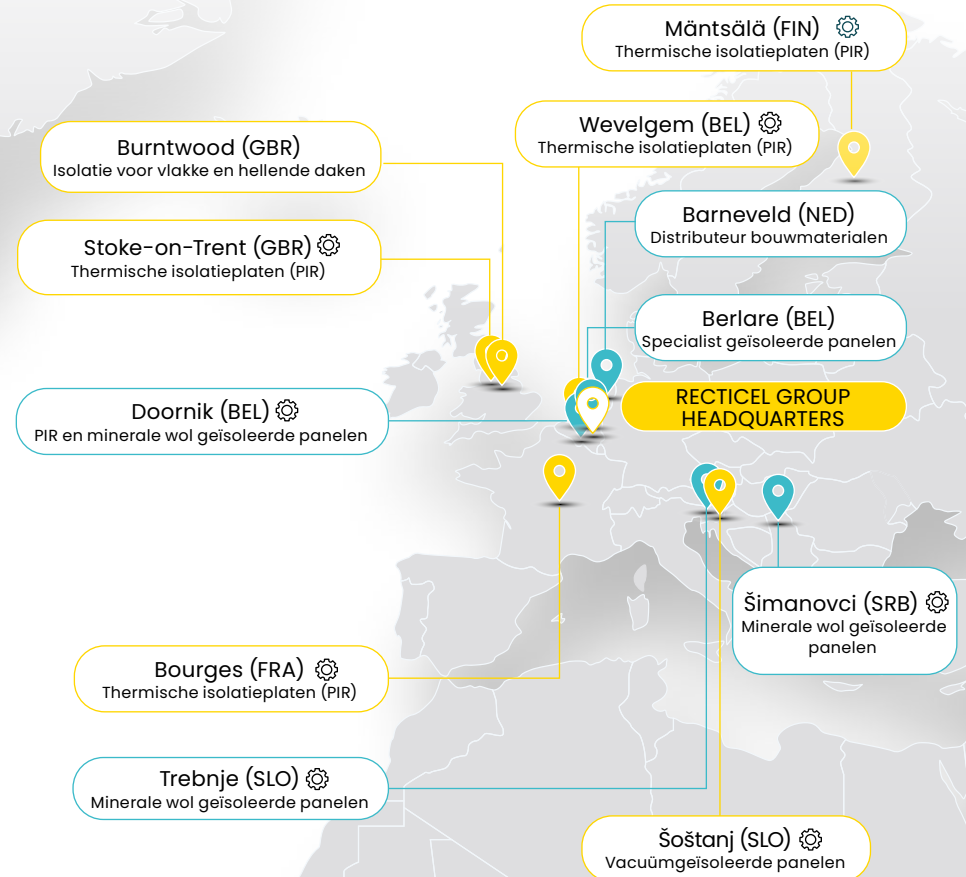 Mäntsälä (FIN)
Thermische isolatieplaten (PIR)
Wevelgem (BEL)
Thermische isolatieplaten (PIR)
Burntwood (GBR)
Isolatie voor vlakke en hellende daken
Barneveld (NED)
Distributeur bouwmaterialen
Stoke-on-Trent (GBR)
Thermische isolatieplaten (PIR)
Berlare (BEL)
Specialist geïsoleerde panelen
RECTICEL GROUP
HEADQUARTERS
Doornik (BEL)
PIR en minerale wol geïsoleerde panelen
Šimanovci (SRB)
Minerale wol geïsoleerde
panelen
Bourges (FRA)
Thermische isolatieplaten (PIR)
Trebnje (SLO)
Minerale wol geïsoleerde panelen
Šoštanj (SLO)
Vacuümgeïsoleerde panelen